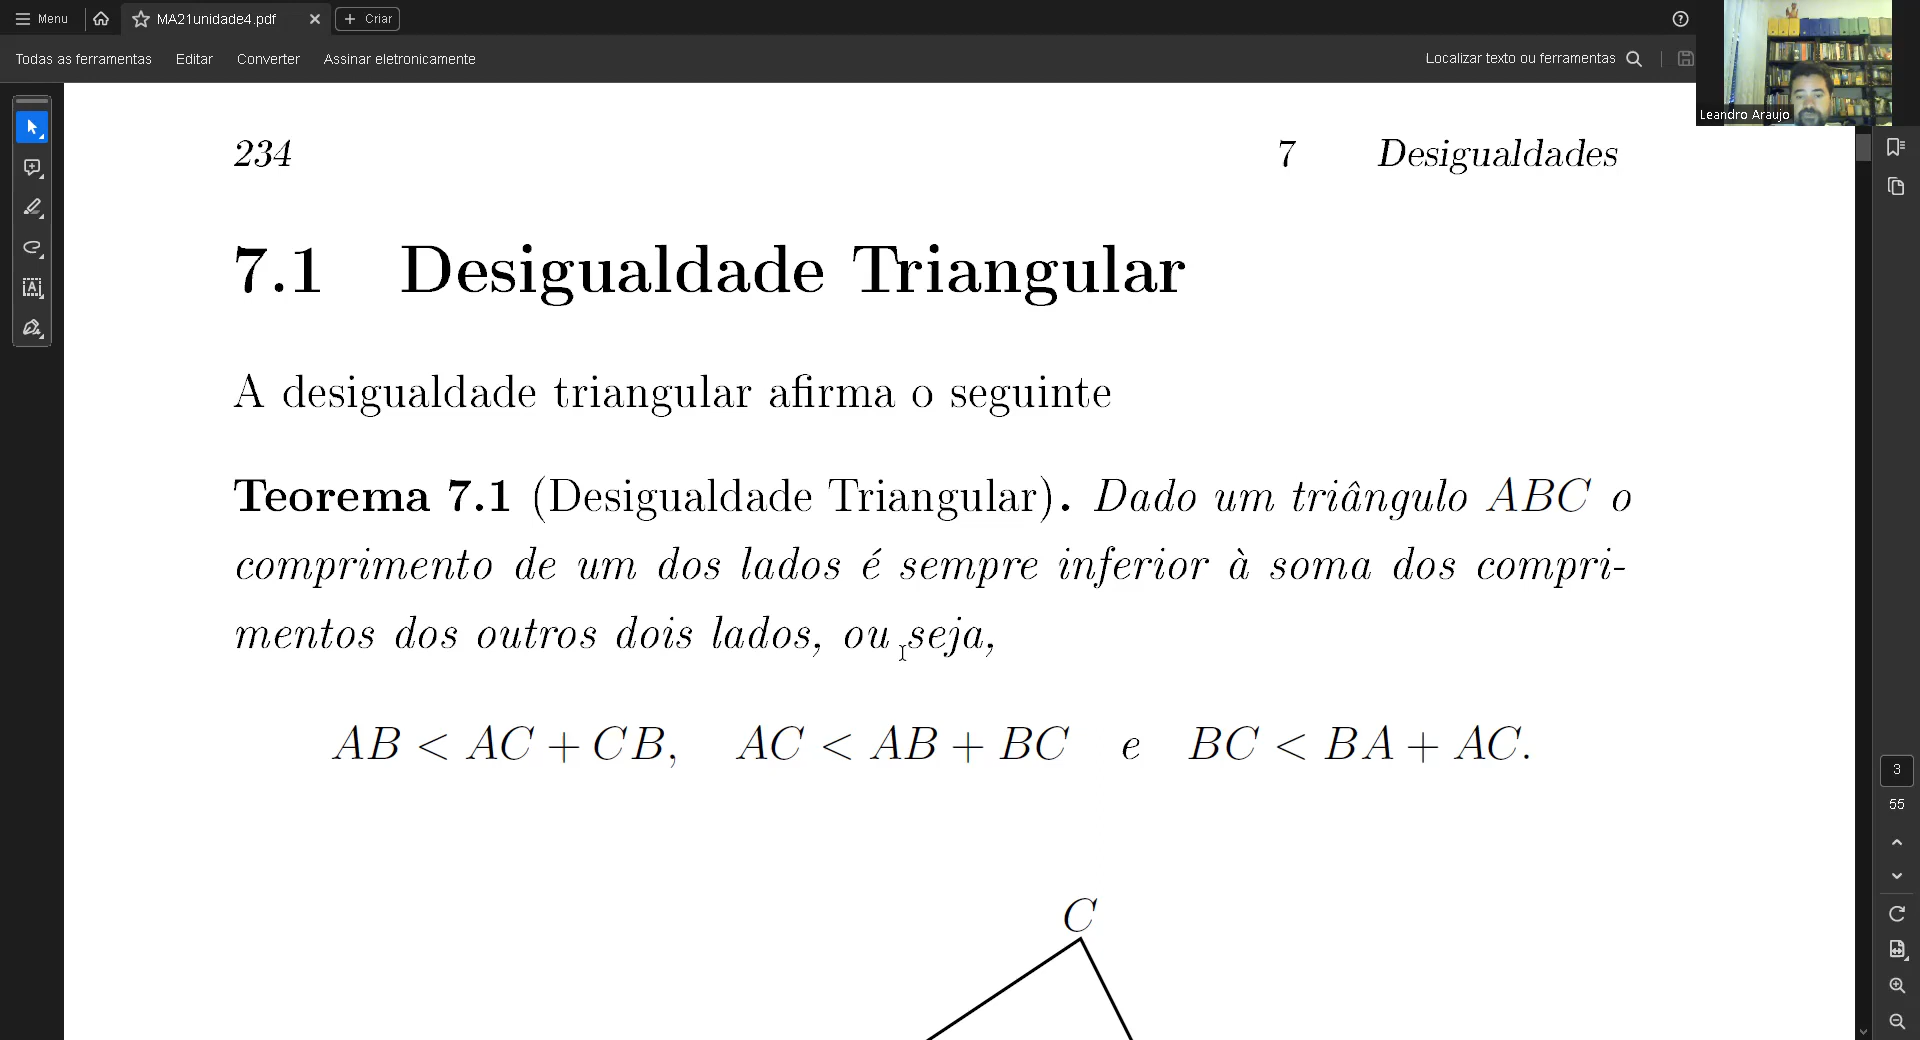 Menu
MA21unidade4.pdf
Criar
Todas as ferramentas
Editar
Converter
Assinar eletronicamente
Localizar texto ou ferramentas
Leandro Araujo
234
7 Desigualdades
7.1 Desigualdade Triangular
A desigualdade triangular afirma o seguinte
Teorema 7.1 (Desigualdade Triangular). Dado um triângulo ABC o
comprimento de um dos lados é sempre inferior à soma dos compri-
mentos dos outros dois lados, ou seja,
AB < AC + CB, AC < AB + BC e BC < BA + AC.
C
3
55